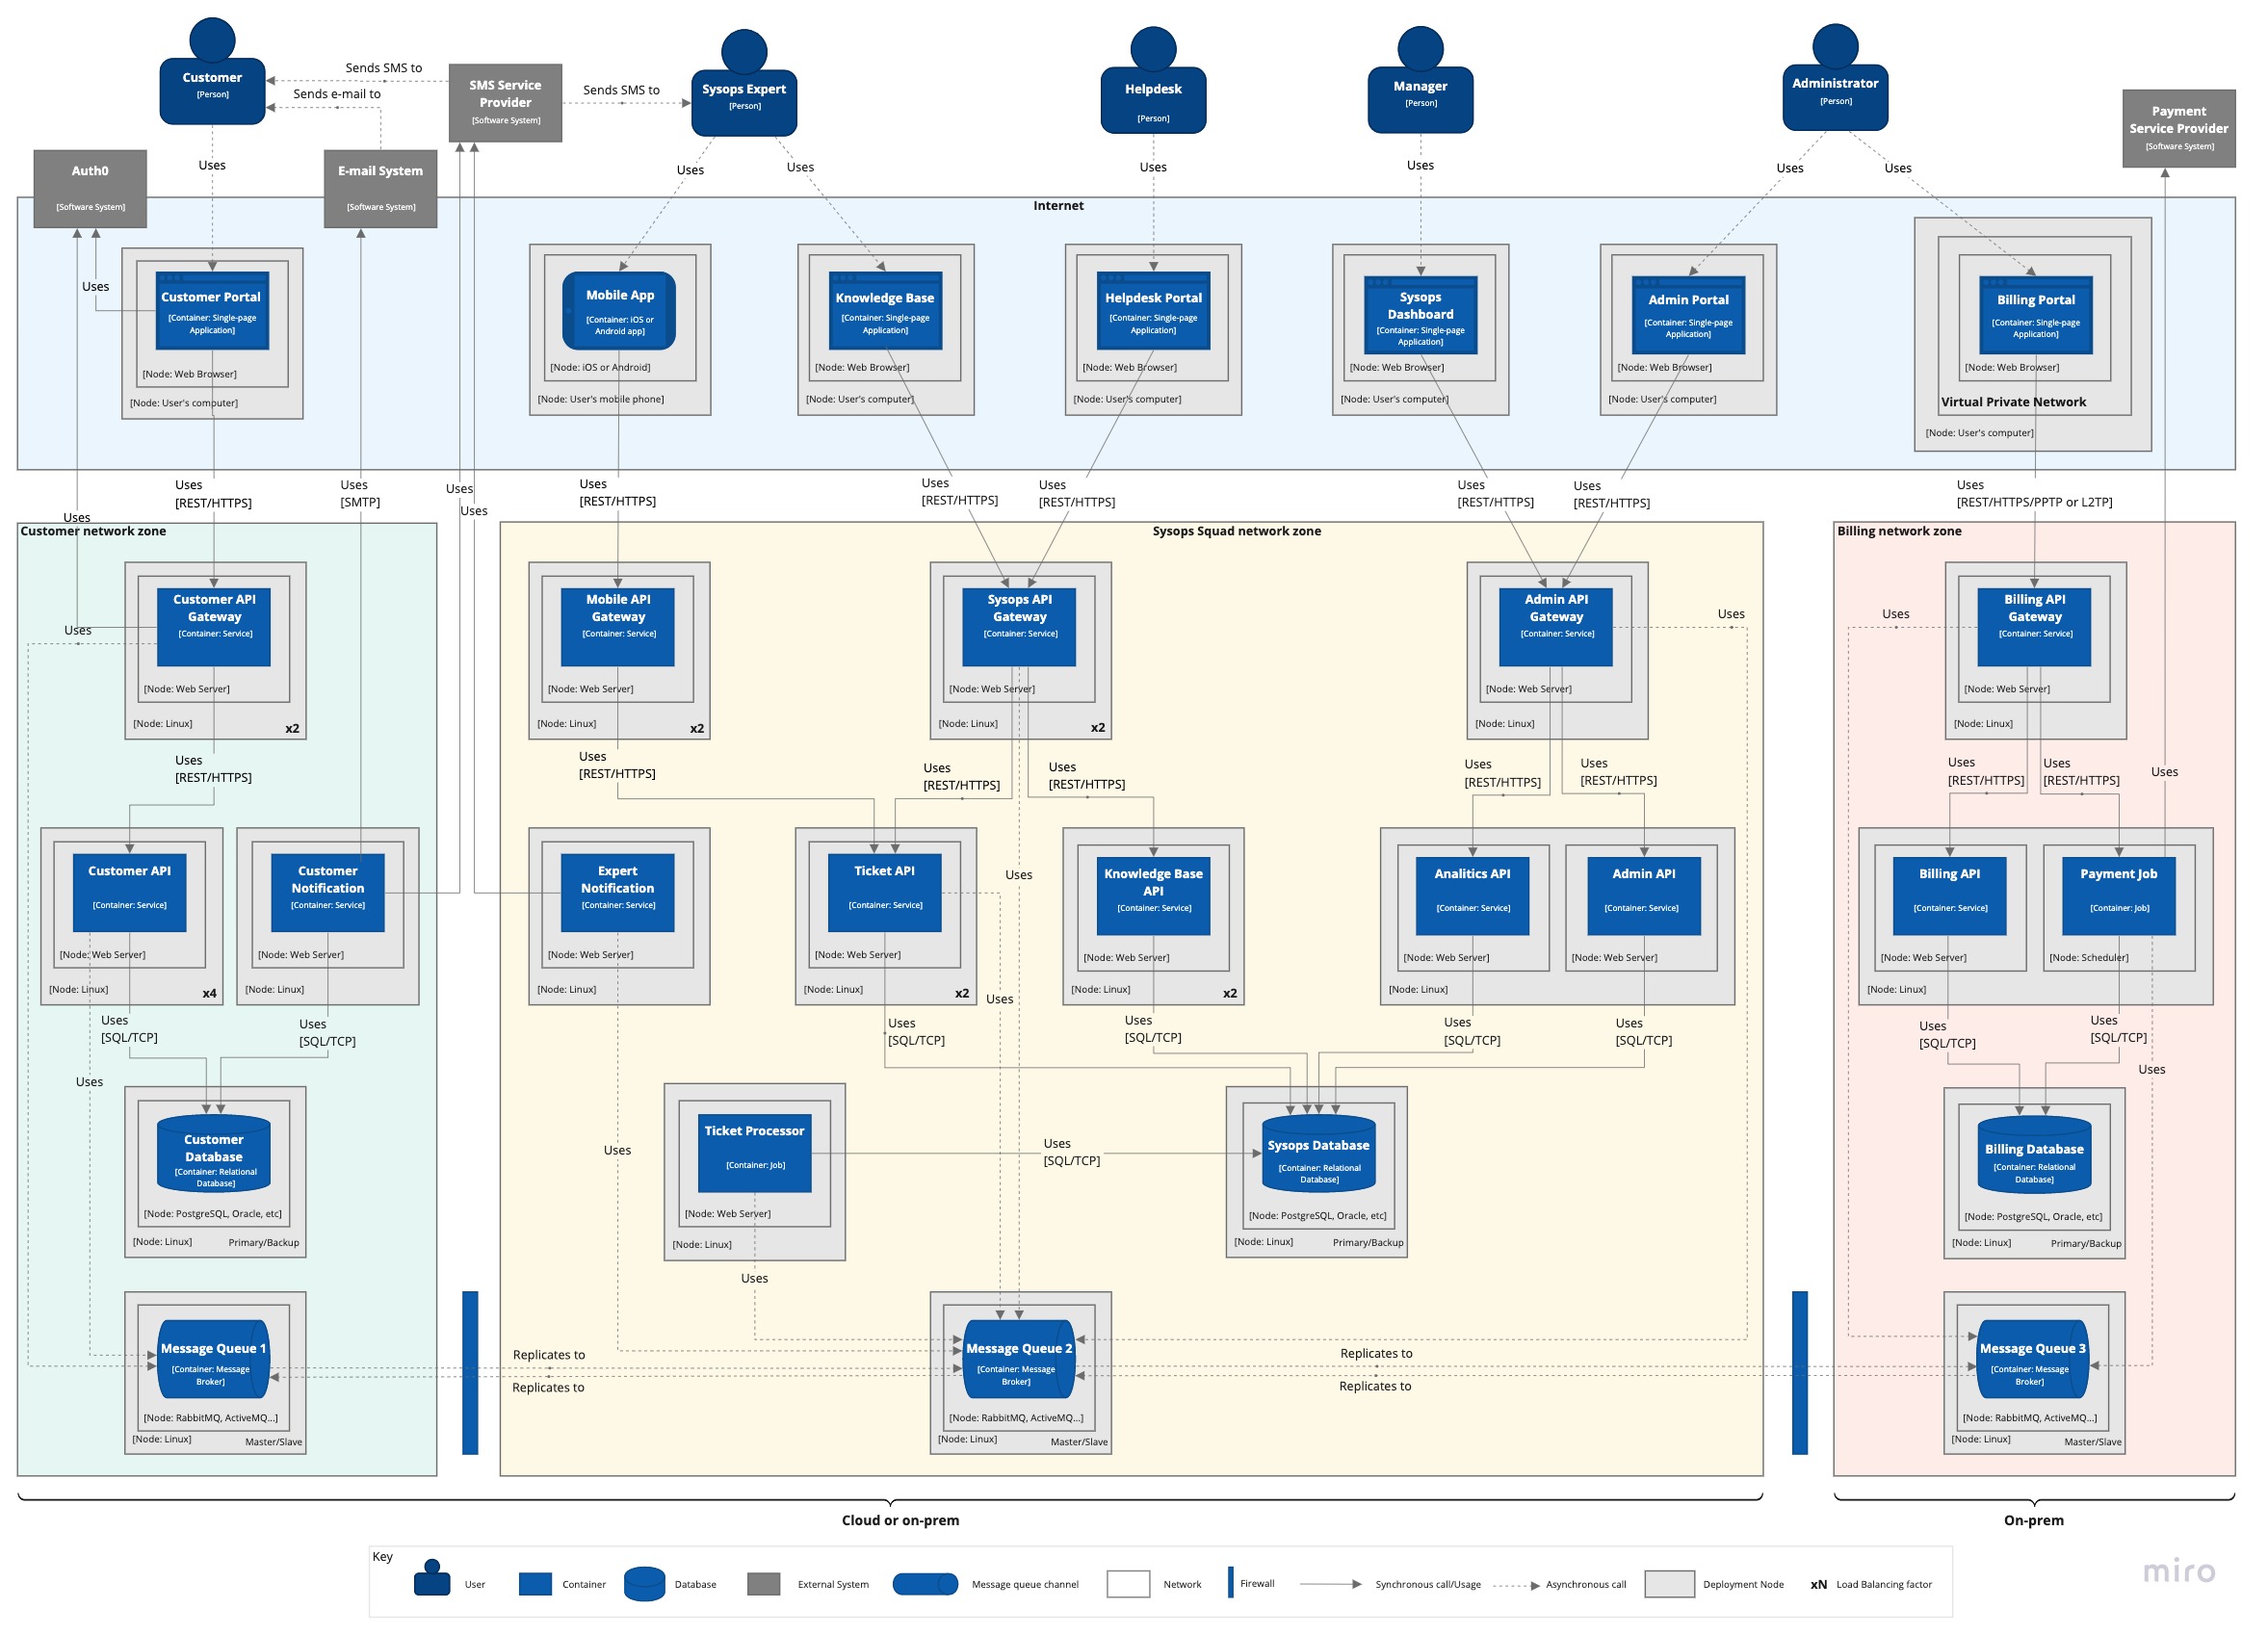 Customer
[Person]
Sends SMS to
Sends e-mail to
SMS Service
Provider
[Software System]
Sends SMS to
Sysops Expert
[Person]
Helpdesk
[Person]
Manager
[Person]
Administrator
[Person]
Payment
Service Provider
[Software System]
Auth0
[Software System]
Uses
E-mail System
[Software System]
Uses
Uses
Uses
Uses
Uses
Uses
Internet
Uses
Customer Portal
[Container: Single-page
Application]
[Node: Web Browser]
[Node: User's computer]
Mobile App
[Container: iOS or
Android app]
[Node: iOS or Android]
[Node: User's mobile phone]
Knowledge Base
[Container: Single-page
Application]
[Node: Web Browser]
[Node: User's computer]
Helpdesk Portal
[Container: Single-page
Application]
[Node: Web Browser]
[Node: User's computer]
Sysops
Dashboard
[Container: Single-page
Application]
[Node: Web Browser]
[Node: User's computer]
Admin Portal
[Container: Single-page
Application]
[Node: Web Browser]
[Node: User's computer]
Billing Portal
[Container: Single-page
Application]
[Node: Web Browser]
Virtual Private Network
[Node: User's computer]
Uses
Uses
[REST/HTTPS]
Uses
[SMTP]
Uses
Uses
Uses
[REST/HTTPS]
Uses
[REST/HTTPS]
Uses
[REST/HTTPS]
Uses
[REST/HTTPS]
Uses
[REST/HTTPS]
Uses
[REST/HTTPS/PPTP or L2TP]
Customer network zone
Sysops Squad network zone
Billing network zone
Uses
Customer API
Gateway
[Container: Service]
[Node: Web Server]
[Node: Linux]
x2
Mobile API
Gateway
[Container: Service]
[Node: Web Server]
[Node: Linux]
x2
Sysops API
Gateway
[Container: Service]
[Node: Web Server]
[Node: Linux]
x2
Admin API
Gateway
[Container: Service]
[Node: Web Server]
[Node: Linux]
Uses
Uses
Billing API
Gateway
[Container: Service]
[Node: Web Server]
[Node: Linux]
Uses
[REST/HTTPS]
Uses
[REST/HTTPS]
Uses
[REST/HTTPS]
Uses
[REST/HTTPS]
Uses
[REST/HTTPS]
Uses
[REST/HTTPS]
Uses
[REST/HTTPS]
Uses
[REST/HTTPS]
Uses
Customer API
[Container: Service]
[Node: Web Server]
[Node: Linux]
x4
Customer
Notification
[Container: Service]
[Node: Web Server]
[Node: Linux]
Expert
Notification
[Container: Service]
[Node: Web Server]
[Node: Linux]
Ticket API
[Container: Service]
[Node: Web Server]
[Node: Linux]
x2
Uses
Uses
Knowledge Base
API
[Container: Service]
[Node: Web Server]
[Node: Linux]
x2
Analitics API
[Container: Service]
[Node: Web Server]
[Node: Linux]
Admin API
[Container: Service]
[Node: Web Server]
Billing API
[Container: Service]
[Node: Web Server]
[Node: Linux]
Payment Job
[Container: Job]
[Node: Scheduler]
Uses
[SQL/TCP]
Uses
[SQL/TCP]
Uses
[SQL/TCP]
Uses
[SQL/TCP]
Uses
[SQL/TCP]
Uses
[SQL/TCP]
Uses
[SQL/TCP]
Uses
[SQL/TCP]
Uses
Uses
Customer
Database
[Container: Relational
Database]
[Node: PostgreSQL, Oracle, etc]
[Node: Linux]
Primary/Backup
Uses
Ticket Processor
[Container: Job]
[Node: Web Server]
[Node: Linux]
Uses
[SQL/TCP]
Sysops Database
[Container: Relational
Database]
[Node: PostgreSQL, Oracle, etc]
[Node: Linux]
Primary/Backup
Billing Database
[Container: Relational
Database]
[Node: PostgreSQL, Oracle, etc]
[Node: Linux]
Primary/Backup
Uses
Message Queue 1
[Container: Message
Broker]
[Node: RabbitMQ, ActiveMQ...]
[Node: Linux]
Master/Slave
Replicates to
Replicates to
Message Queue 2
[Container: Message
Broker]
[Node: RabbitMQ, ActiveMQ...]
[Node: Linux]
Master/Slave
Replicates to
Replicates to
Message Queue 3
[Container: Message
Broker]
[Node: RabbitMQ, ActiveMQ...]
[Node: Linux]
Master/Slave
Cloud or on-prem
On-prem
Key
User
Container
Database
External System
Message queue channel
Network
Firewall
Synchronous call/Usage
Asynchronous call
Deployment Node
xN
Load Balancing factor
miro